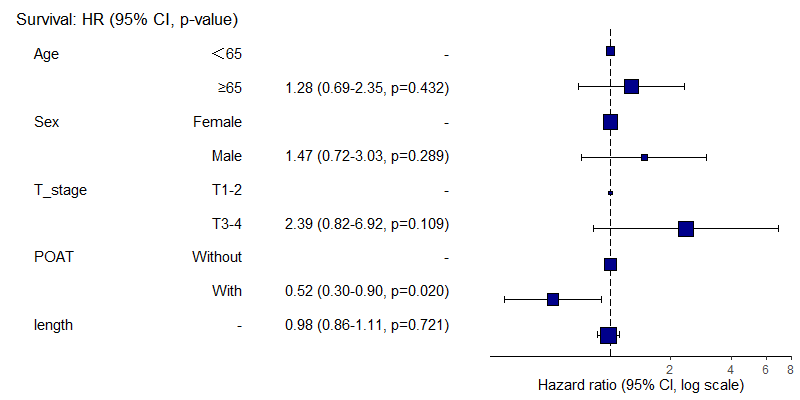 Survival: HR (95% CI, p-value)
Age <65 -
≥65 1.28 (0.69-2.35, p=0.432)
Sex Female -
Male 1.47 (0.72-3.03, p=0.289)
T_stage T1-2 -
T3-4 2.39 (0.82-6.92, p=0.109)
POAT Without -
With 0.52 (0.30-0.90, p=0.020)
length - 0.98 (0.86-1.11, p=0.721)
2 4 6 8
Hazard ratio (95% CI, log scale)